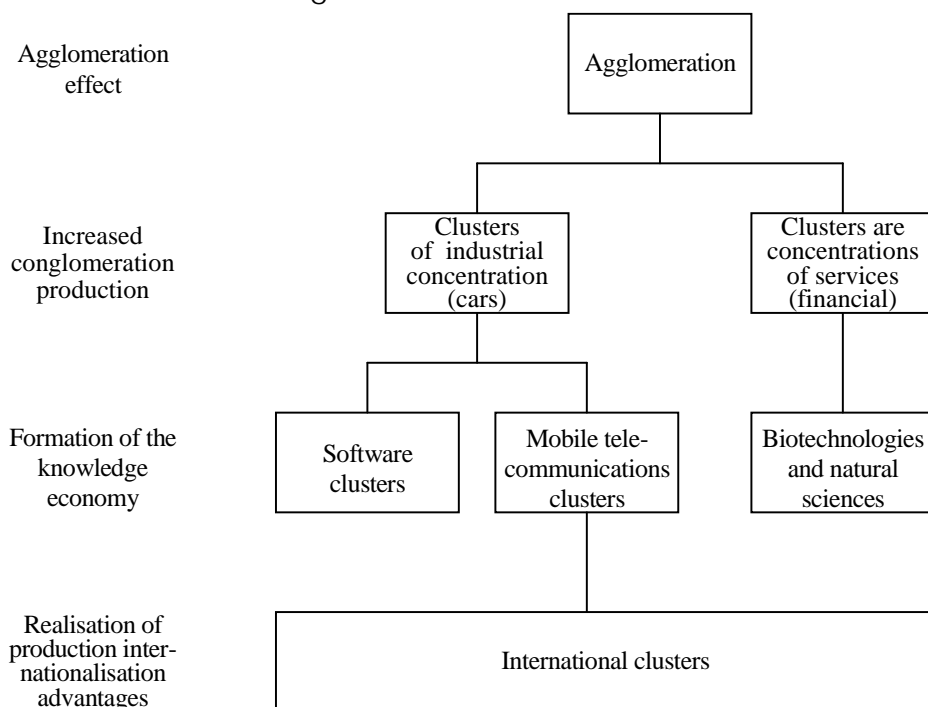 Agglomeration
effect
Agglomeration
Increased
conglomeration
production
Clusters
of industrial
concentration
(cars)
Clusters are
concentrations
of services
(financial)
Formation of the
knowledge
economy
Software
clusters
Mobile tele-
communications
clusters
Biotechnologies
and natural
sciences
Realisation of
production inter-
nationalisation
advantages
International clusters